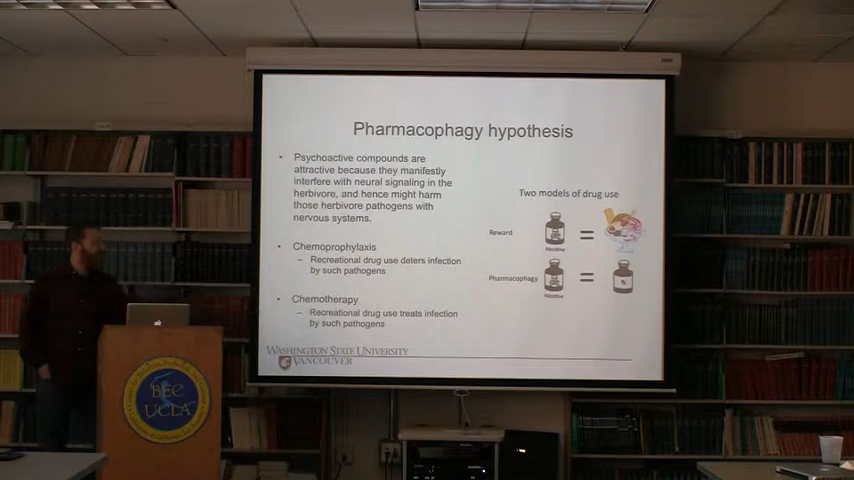 Pharmacophagy hypothesis
• Psychoactive compounds are
attractive because they manifestly
interfere with neural signaling in the
herbivore, and hence might harm
those herbivore pathogens with
nervous systems.
• Chemoprophylaxis
– Recreational drug use deters infection
by such pathogens
• Chemotherapy
– Recreational drug use treats infection
by such pathogens
Two models of drug use
Reward
Nicotine
=
Pharmacophagy
Nicotine
=
WASHINGTON STATE UNIVERSITY
VANCOUVER
BEC
UCLA